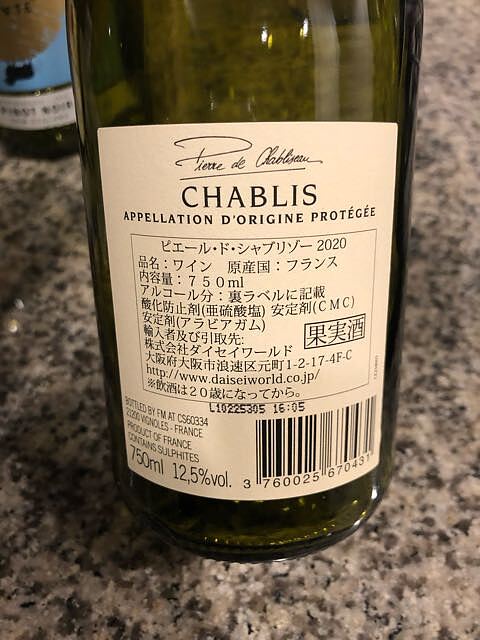 Pierre de Chabliseau
CHABLIS
APPELLATION D'ORIGINE PROTÉGÉE
ピエール・ド・シャブリゾー 2020
品名：ワイン 原産国：フランス
内容量：７５０ml
アルコール分：裏ラベルに記載
酸化防止剤(亜硫酸塩) 安定剤(CMC)
安定剤(アラビアガム)
輸入者及び引取先:
果実酒
株式会社ダイセイワールド
大阪府大阪市浪速区元町1-2-17-4F-C
http://www.daiseiworld.co.jp/
※飲酒は２０歳になってから。
L10225305 16:05
BOTTLED BY FM AT CS60334
21200 VIGNOLES - FRANCE
PRODUCT OF FRANCE
CONTAINS SULPHITES
750ml 12,5%vol.
3 760025 670431